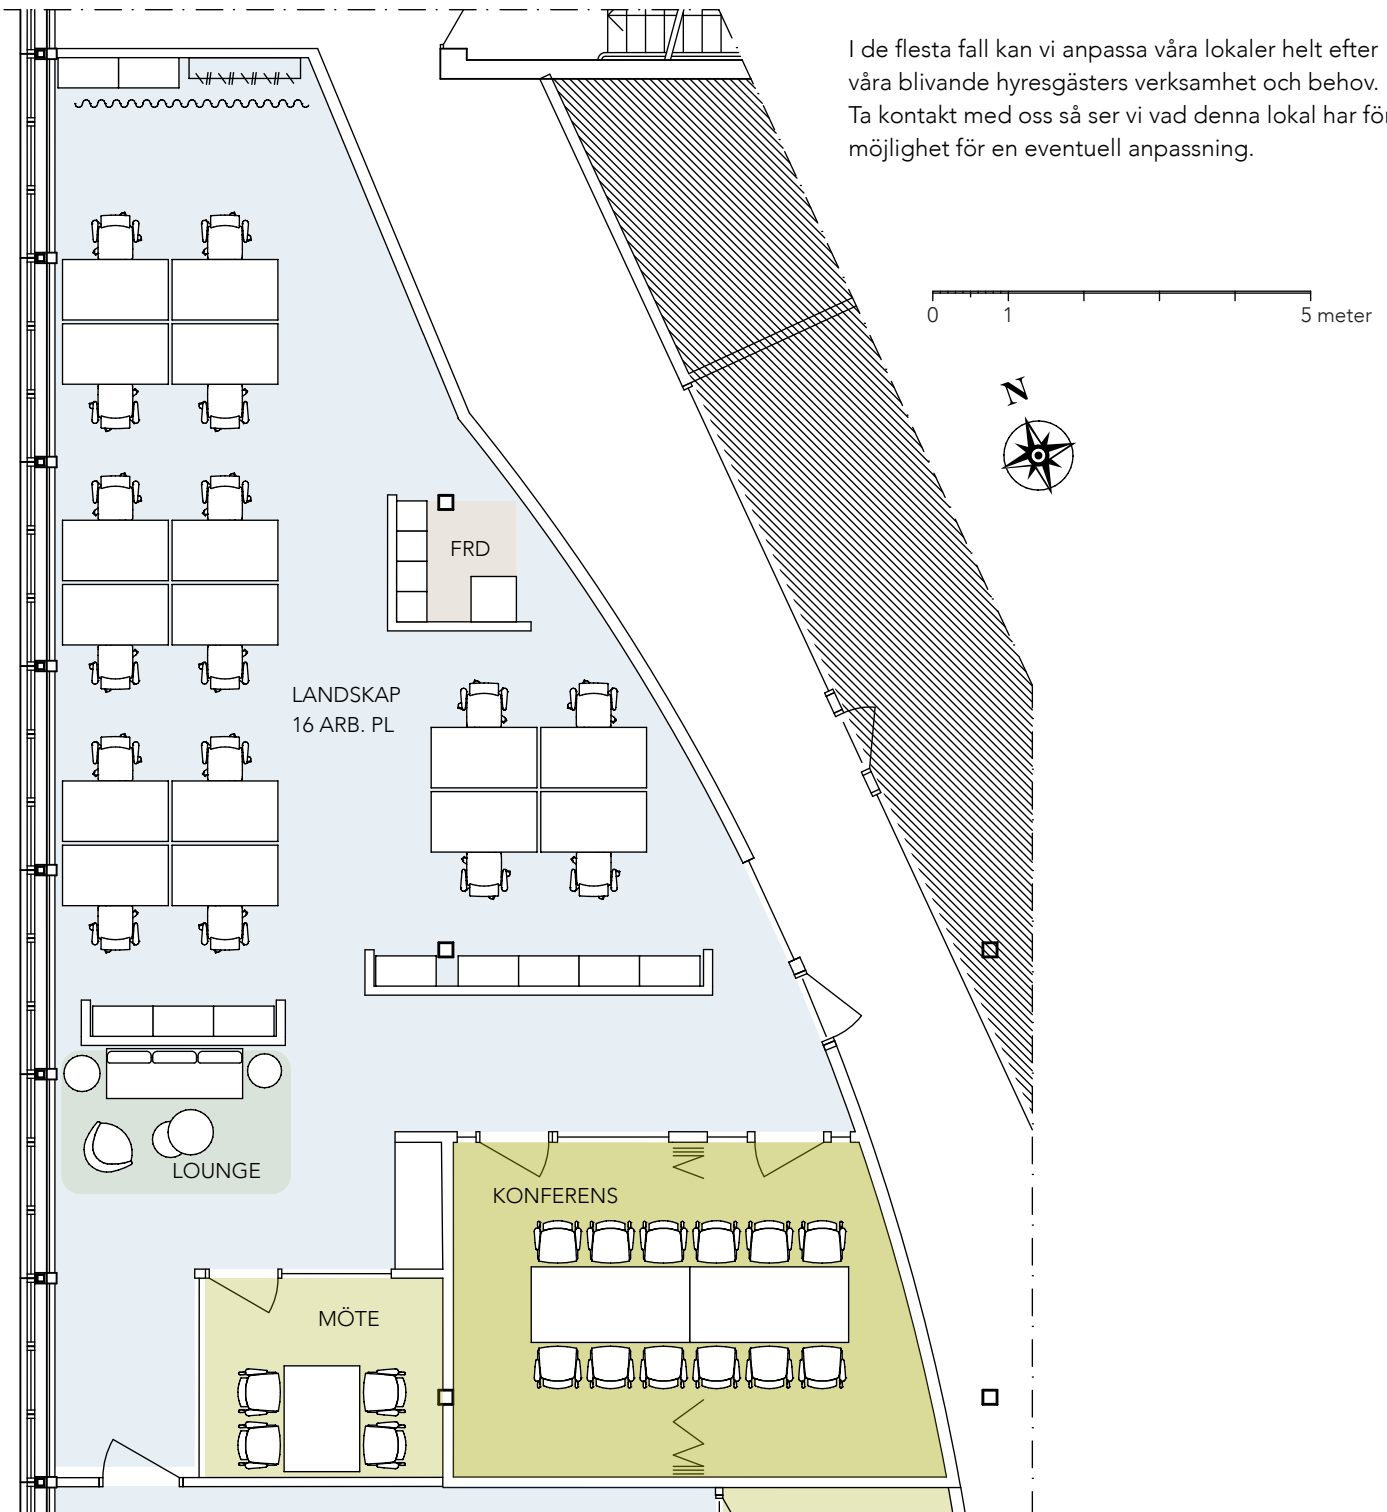 I de flesta fall kan vi anpassa våra lokaler helt efter
våra blivande hyresgästers verksamhet och behov.
Ta kontakt med oss så ser vi vad denna lokal har för
möjlighet för en eventuell anpassning.
0 1 5 meter
N
FRD
LANDSKAP
16 ARB. PL
LOUNGE
KONFERENS
MÖTE